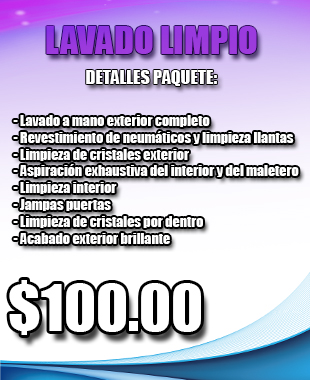 LAVADO LIMPIO
DETALLES PAQUETE:
- Lavado a mano exterior completo
- Revestimiento de neumáticos y limpieza llantas
- Limpieza de cristales exterior
- Aspiración exhaustiva del interior y del maletero
- Limpieza interior
- Jampas puertas
- Limpieza de cristales por dentro
- Acabado exterior brillante
$100.00